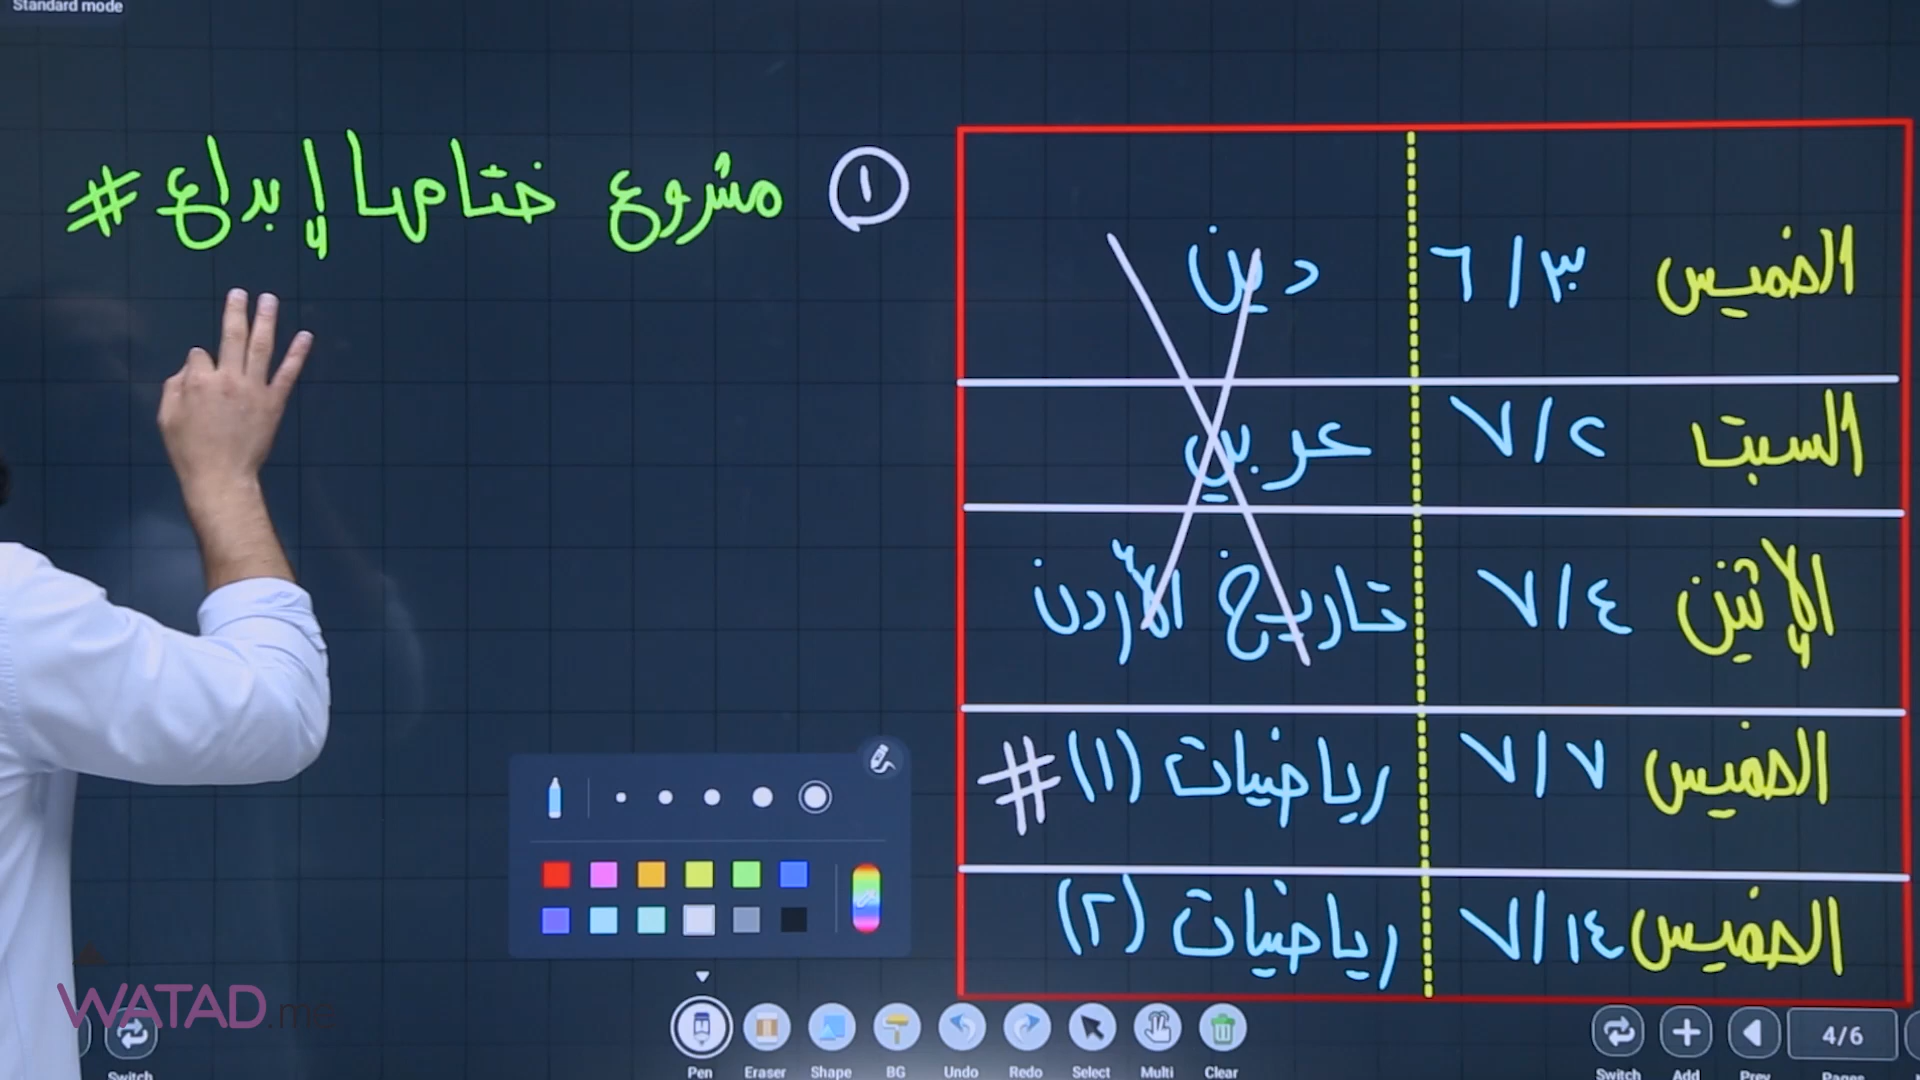 Standard mode
① مشروع ختامها إبداع #
الخميس ٦/٣٠ دين
السبت ٧/٢ عربي
الإثنين ٧/٤ تاريخ الأردن
الخميس ٧/٧ رياضيات (١) #
الخميس ٧/١٤ رياضيات (٢)
WATAD.me
Switch
Pen Eraser Shape BG Undo Redo Select Multi Clear
4/6
Switch Add Prev Pages